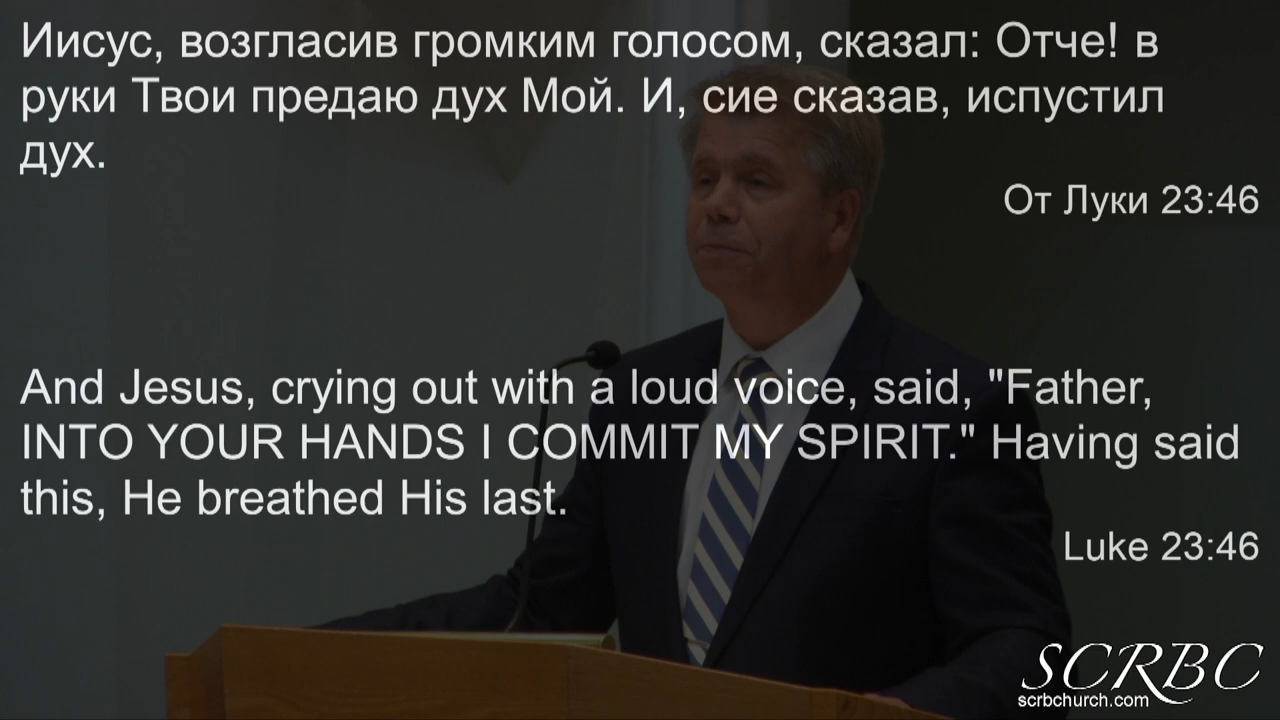 Иисус, возгласив громким голосом, сказал: Отче! в
руки Твои предаю дух Мой. И, сие сказав, испустил
дух.
От Луки 23:46
And Jesus, crying out with a loud voice, said, "Father,
INTO YOUR HANDS I COMMIT MY SPIRIT." Having said
this, He breathed His last.
Luke 23:46
SCRBC
scrbchurch.com